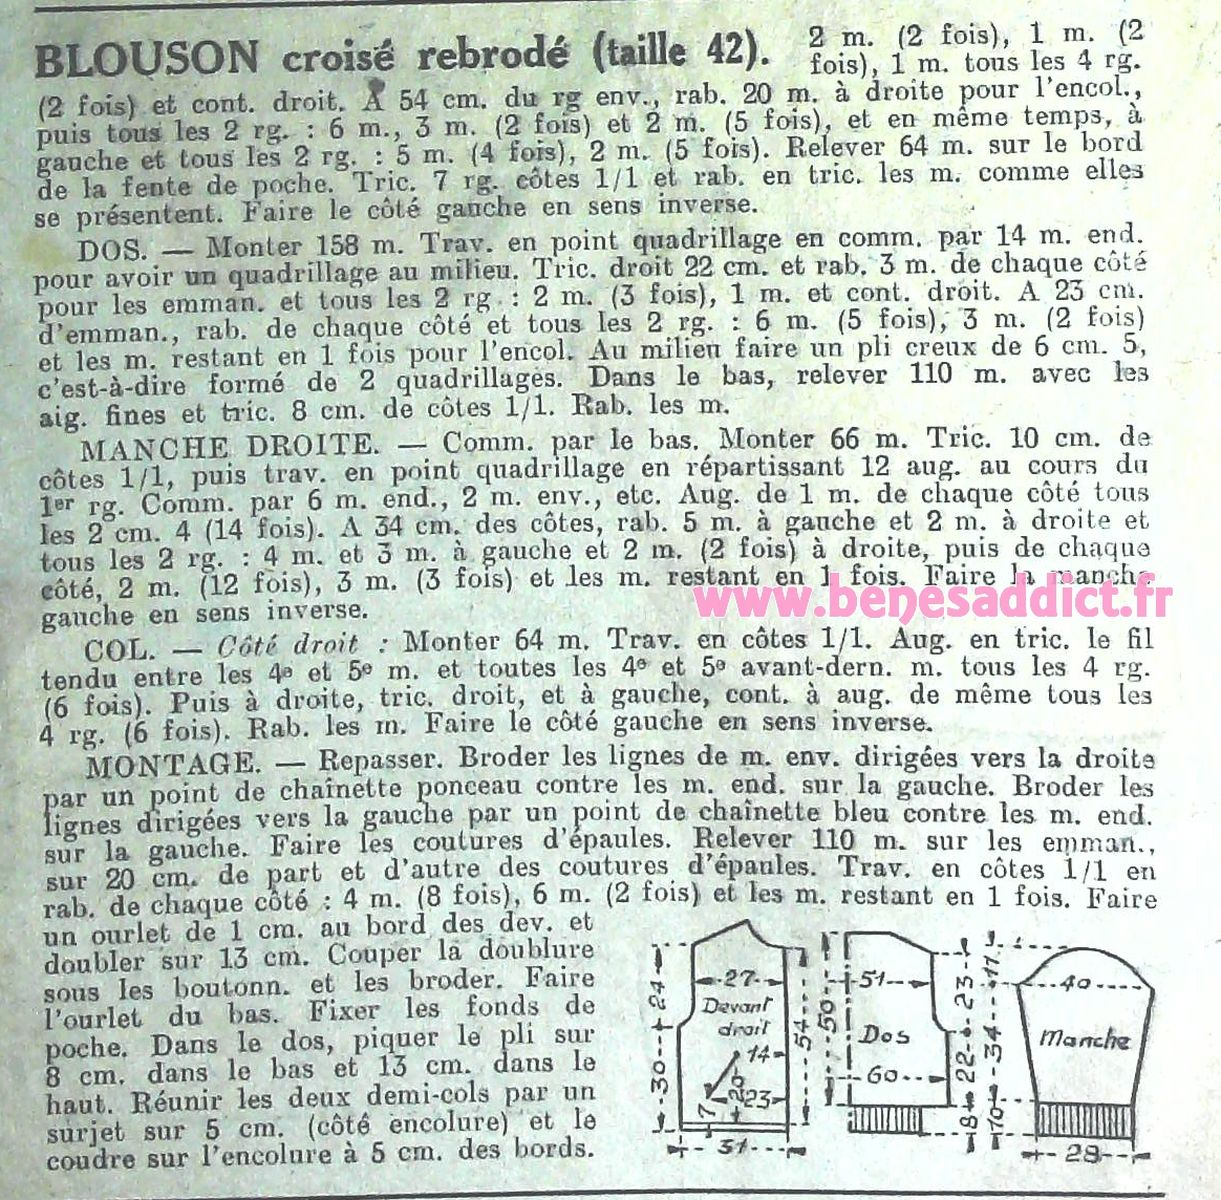 BLOUSON croisé rebrodé (taille 42). 2 m. (2 fois), 1 m. (2
fois), 1 m. tous les 4 rg.
(2 fois) et cont. droit. A 54 cm. du rg env., rab. 20 m. à droite pour l'encol.,
puis tous les 2 rg. : 6 m., 3 m. (2 fois) et 2 m. (5 fois), et en même temps, à
gauche et tous les 2 rg. : 5 m. (4 fois), 2 m. (5 fois). Relever 64 m. sur le bord
de la fente de poche. Tric. 7 rg. côtes 1/1 et rab. en tric. les m. comme elles
se présentent. Faire le côté gauche en sens inverse.
DOS. — Monter 158 m. Trav. en point quadrillage en comm. par 14 m. end.
pour avoir un quadrillage au milieu. Tric. droit 22 cm. et rab. 3 m. de chaque côté
pour les emman. et tous les 2 rg. : 2 m. (3 fois), 1 m. et cont. droit. A 23 cm.
d'emman., rab. de chaque côté et tous les 2 rg. : 6 m. (5 fois), 3 m. (2 fois)
et les m. restant en 1 fois pour l'encol. Au milieu faire un pli creux de 6 cm. 5,
c'est-à-dire formé de 2 quadrillages. Dans le bas, relever 110 m. avec les
aig. fines et tric. 8 cm. de côtes 1/1. Rab. les m.
MANCHE DROITE. — Comm. par le bas. Monter 66 m. Tric. 10 cm. de
côtes 1/1, puis trav. en point quadrillage en répartissant 12 aug. au cours du
1er rg. Comm. par 6 m. end., 2 m. env., etc. Aug. de 1 m. de chaque côté tous
les 2 cm. 4 (14 fois). A 34 cm. des côtes, rab. 5 m. à gauche et 2 m. à droite et
tous les 2 rg. : 4 m. et 3 m. à gauche et 2 m. (2 fois) à droite, puis de chaque
côté, 2 m. (12 fois), 3 m. (3 fois) et les m. restant en 1 fois. Faire la manche
www.benesaddict.fr
gauche en sens inverse.
COL. — Côté droit : Monter 64 m. Trav. en côtes 1/1. Aug. en tric. le fil
tendu entre les 4e et 5e m. et toutes les 4e et 5e avant-dern. m. tous les 4 rg.
(6 fois). Puis à droite, tric. droit, et à gauche, cont. à aug. de même tous les
4 rg. (6 fois). Rab. les m. Faire le côté gauche en sens inverse.
MONTAGE. — Repasser. Broder les lignes de m. env. dirigées vers la droite
par un point de chaînette ponceau contre les m. end. sur la gauche. Broder les
lignes dirigées vers la gauche par un point de chaînette bleu contre les m. end.
sur la gauche. Faire les coutures d'épaules. Relever 110 m. sur les emman.,
sur 20 cm. de part et d'autre des coutures d'épaules. Trav. en côtes 1/1 en
rab. de chaque côté : 4 m. (8 fois), 6 m. (2 fois) et les m. restant en 1 fois. Faire
un ourlet de 1 cm. au bord des dev. et
doubler sur 13 cm. Couper la doublure
sous les boutonn. et les broder. Faire
l'ourlet du bas. Fixer les fonds de
poche. Dans le dos, piquer le pli sur
8 cm. dans le bas et 13 cm. dans le
haut. Réunir les deux demi-cols par un
surjet sur 5 cm. (côté encolure) et le
coudre sur l'encolure à 5 cm. des bords.
24
30
27
Devant
droit
14
23
7
31
54
50
51
Dos
60
23
22
8
11
34
10
40
Manche
28